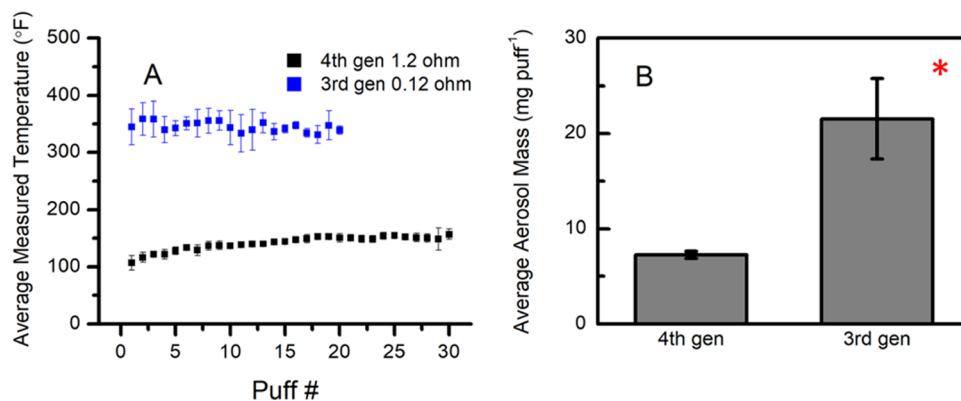 500
400
300
200
100
0
Average Measured Temperature (°F)
A
4th gen 1.2 ohm
3rd gen 0.12 ohm
0 5 10 15 20 25 30
Puff #
30
20
10
0
Average Aerosol Mass (mg puff⁻¹)
B
*
4th gen 3rd gen